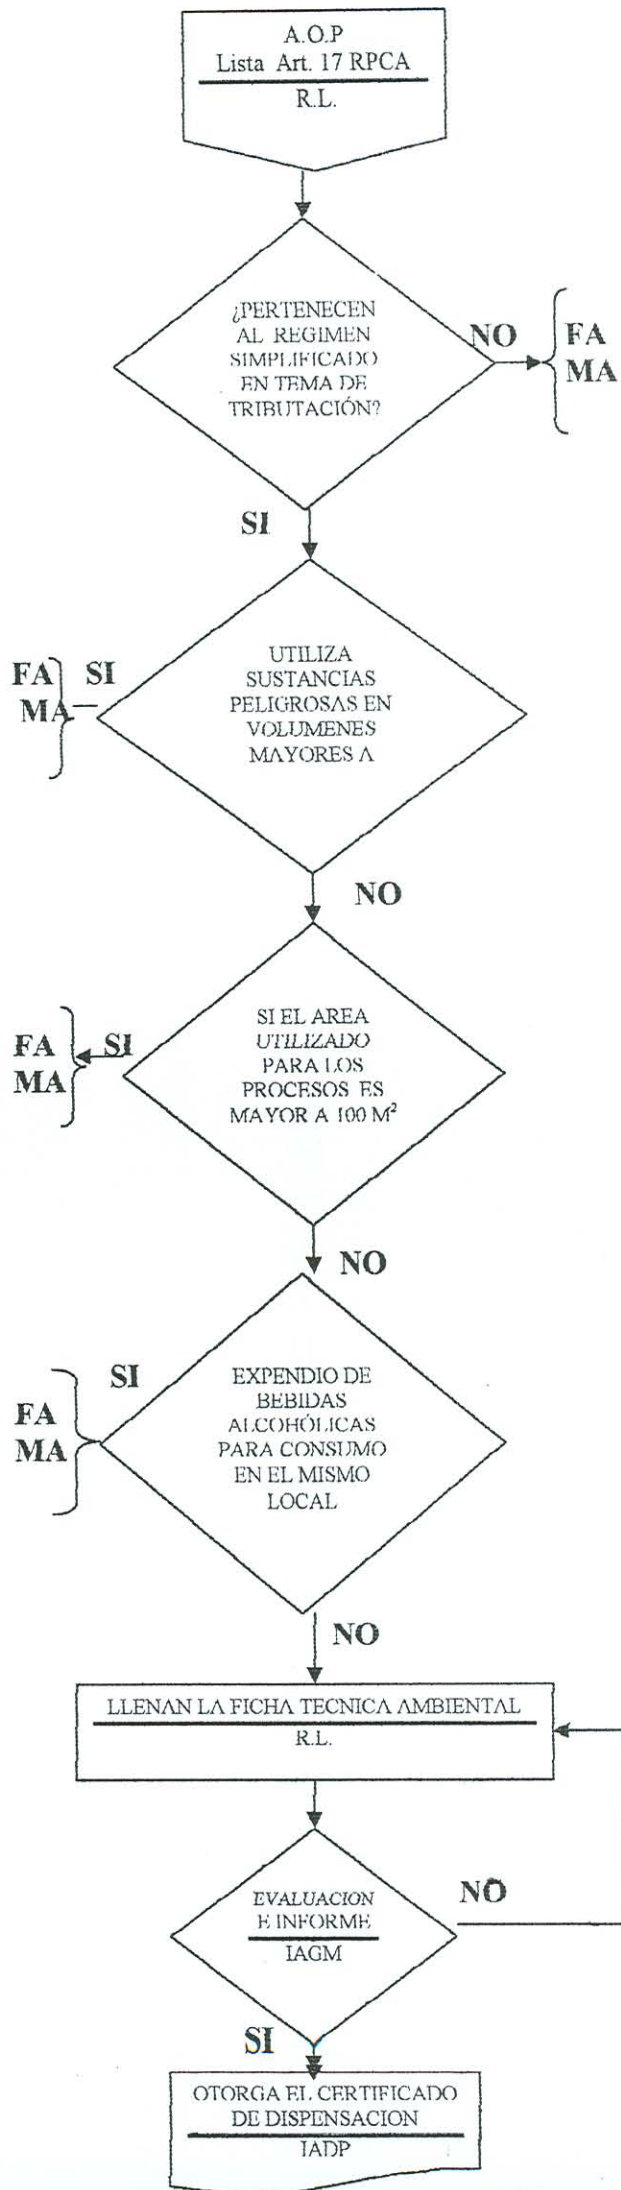 A.O.P
Lista Art. 17 RPCA
R.L.
¿PERTENECEN
AL REGIMEN
SIMPLIFICADO
EN TEMA DE
TRIBUTACIÓN?
NO
FA
MA
SI
UTILIZA
SUSTANCIAS
PELIGROSAS EN
VOLUMENES
MAYORES A
FA
MA
SI
NO
SI EL AREA
UTILIZADO
PARA LOS
PROCESOS ES
MAYOR A 100 M²
FA
MA
SI
NO
EXPENDIO DE
BEBIDAS
ALCOHÓLICAS
PARA CONSUMO
EN EL MISMO
LOCAL
SI
FA
MA
NO
LLENAN LA FICHA TECNICA AMBIENTAL
R.L.
EVALUACION
E INFORME
IAGM
NO
SI
OTORGA EL CERTIFICADO
DE DISPENSACION
IADP